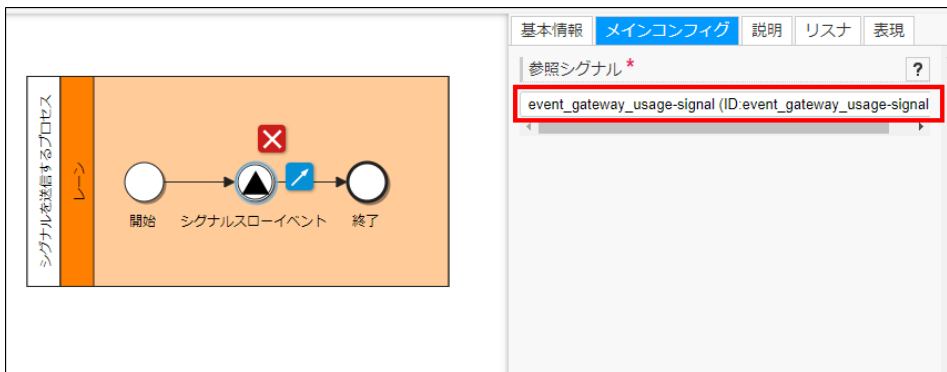 基本情報 メインコンフィグ 説明 リスナ 表現
参照シグナル * ?
event_gateway_usage-signal (ID:event_gateway_usage-signal
シグナルを送信するプロセス
レーン
開始 シグナルスローイベント 終了